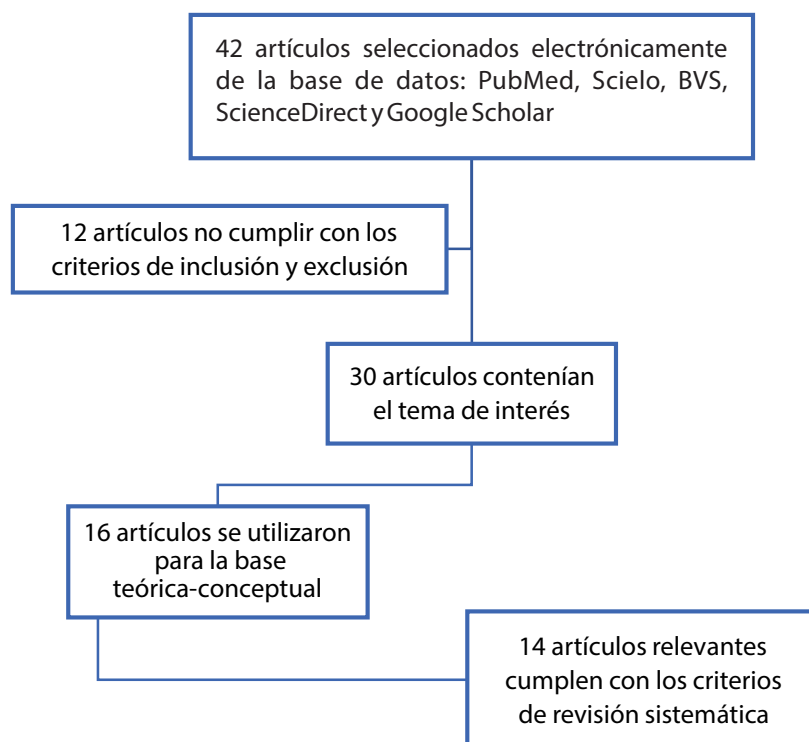 42 artículos seleccionados electrónicamente
de la base de datos: PubMed, Scielo, BVS,
ScienceDirect y Google Scholar
12 artículos no cumplir con los
criterios de inclusión y exclusión
30 artículos contenían
el tema de interés
16 artículos se utilizaron
para la base
teórica-conceptual
14 artículos relevantes
cumplen con los criterios
de revisión sistemática